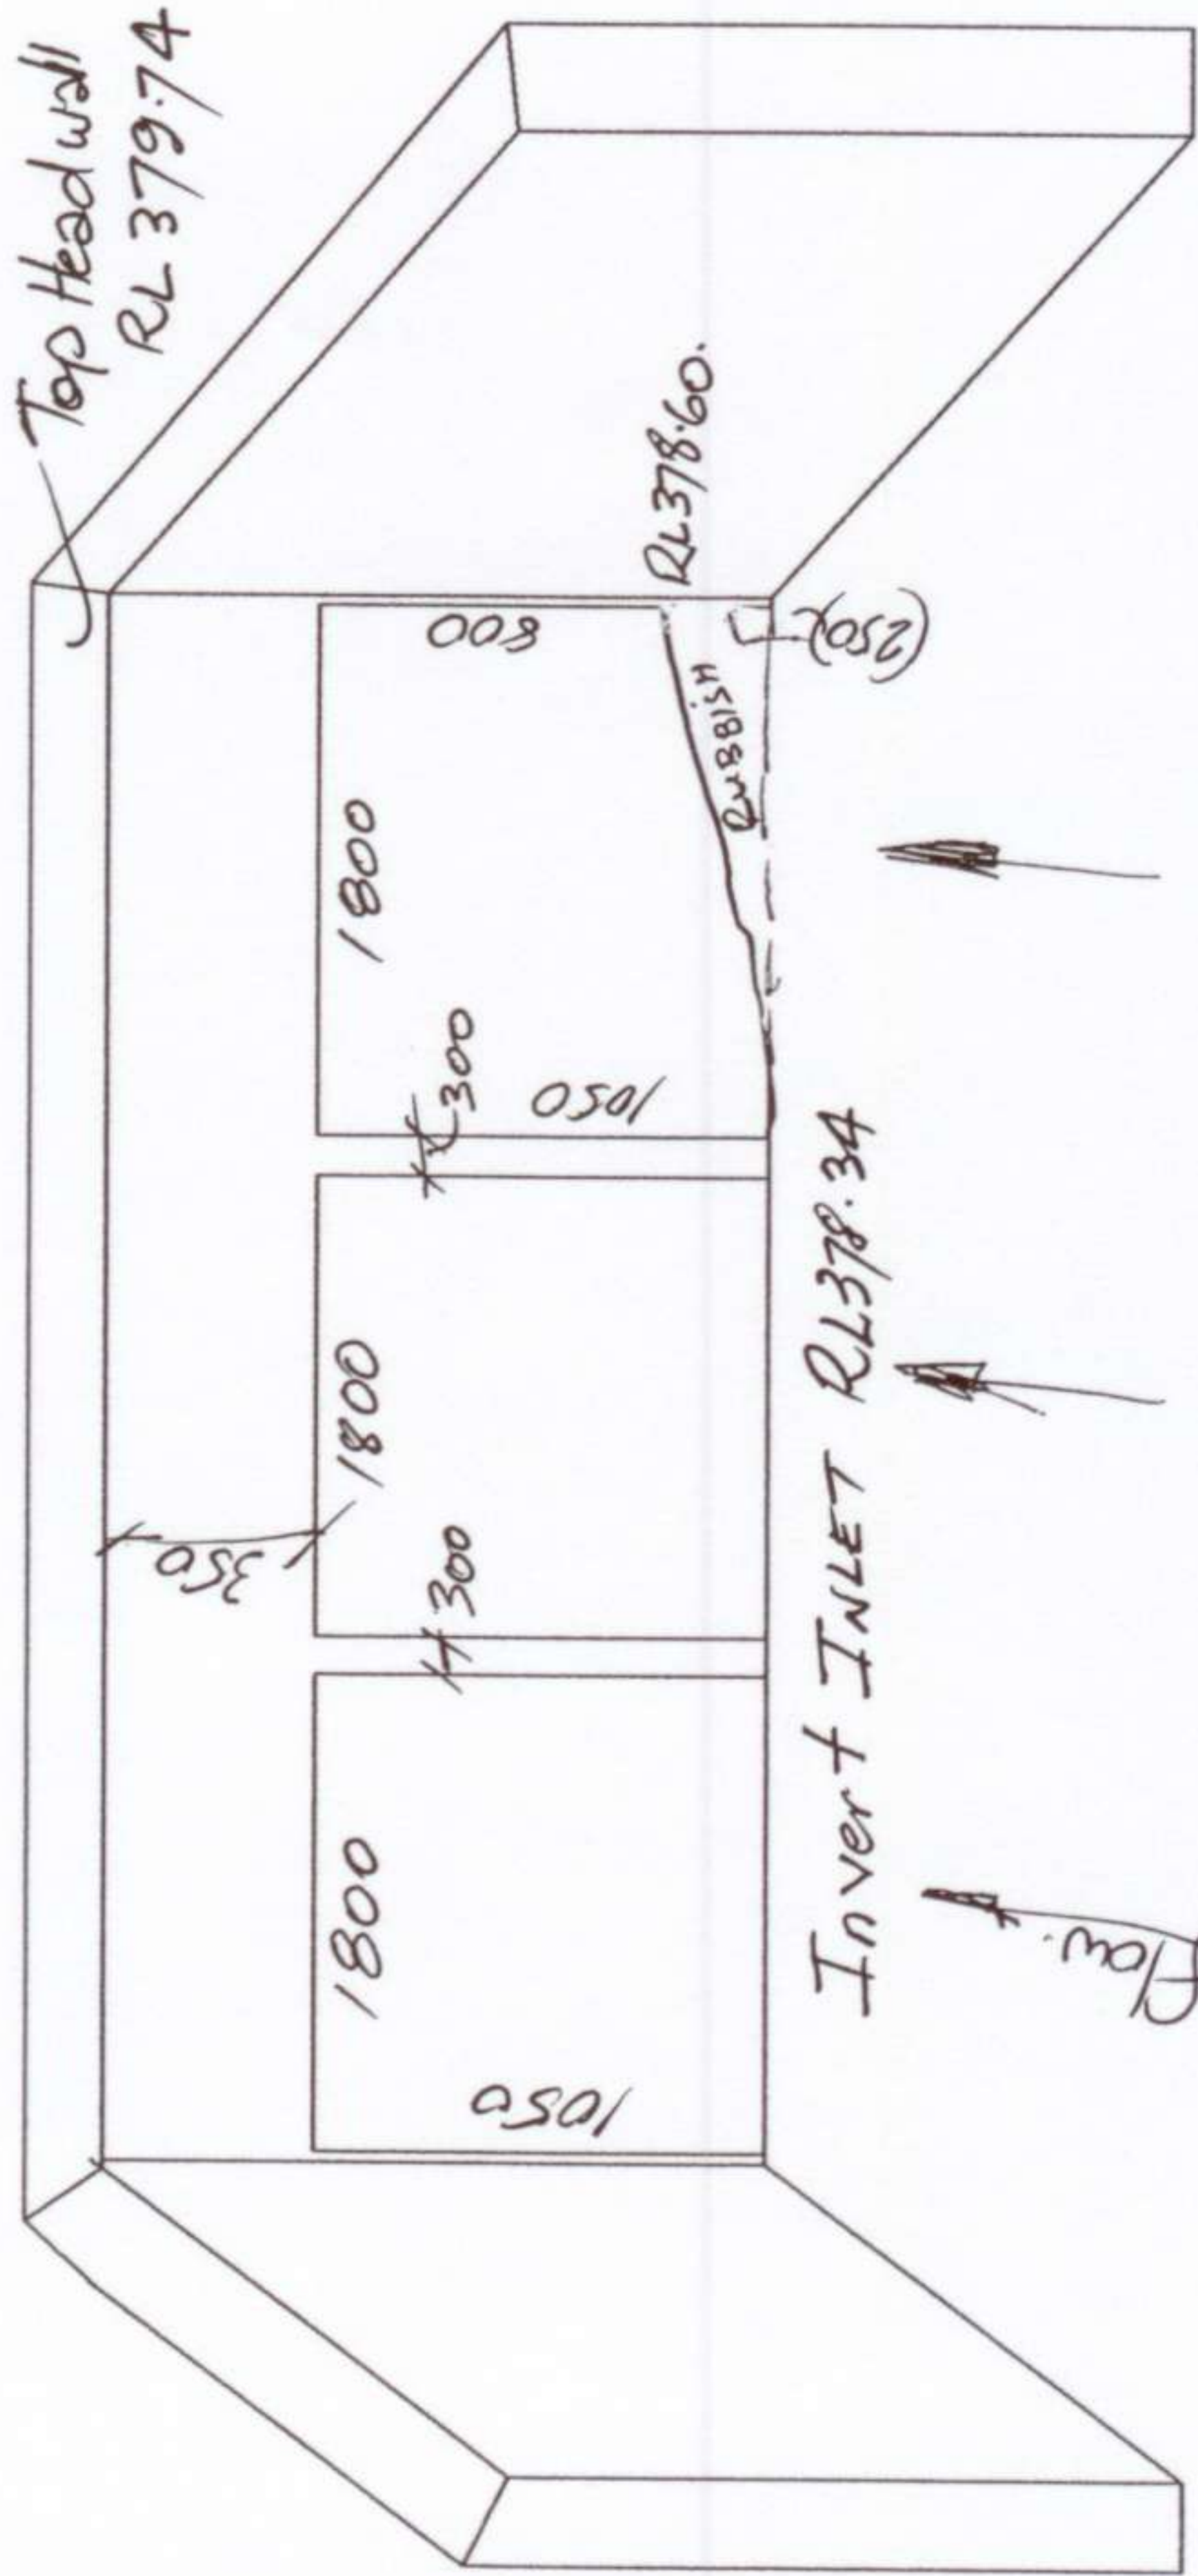 Top Headwall
RL 379.74
350
1800
1800
1800
300
300
1050
1050
800
RL378.60.
RUBBISH
(250)
Invert INLET RL378.34
Flow.